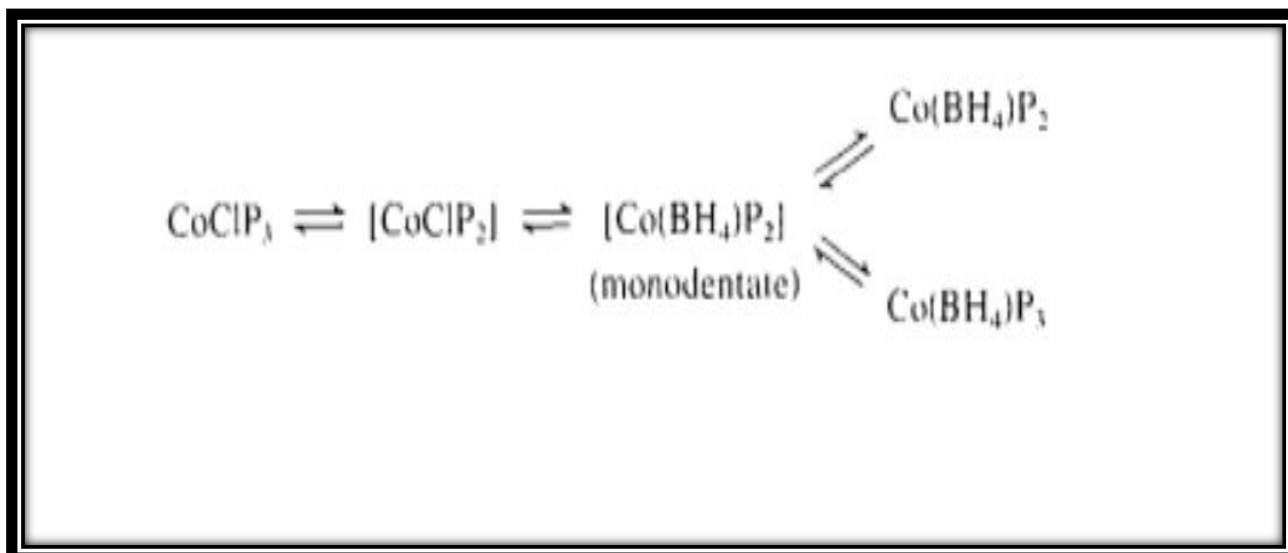 Co(BH₄)P₂
CoClP₃ ⇌ [CoClP₂] ⇌ [Co(BH₄)P₂]
(monodentate)
Co(BH₄)P₃